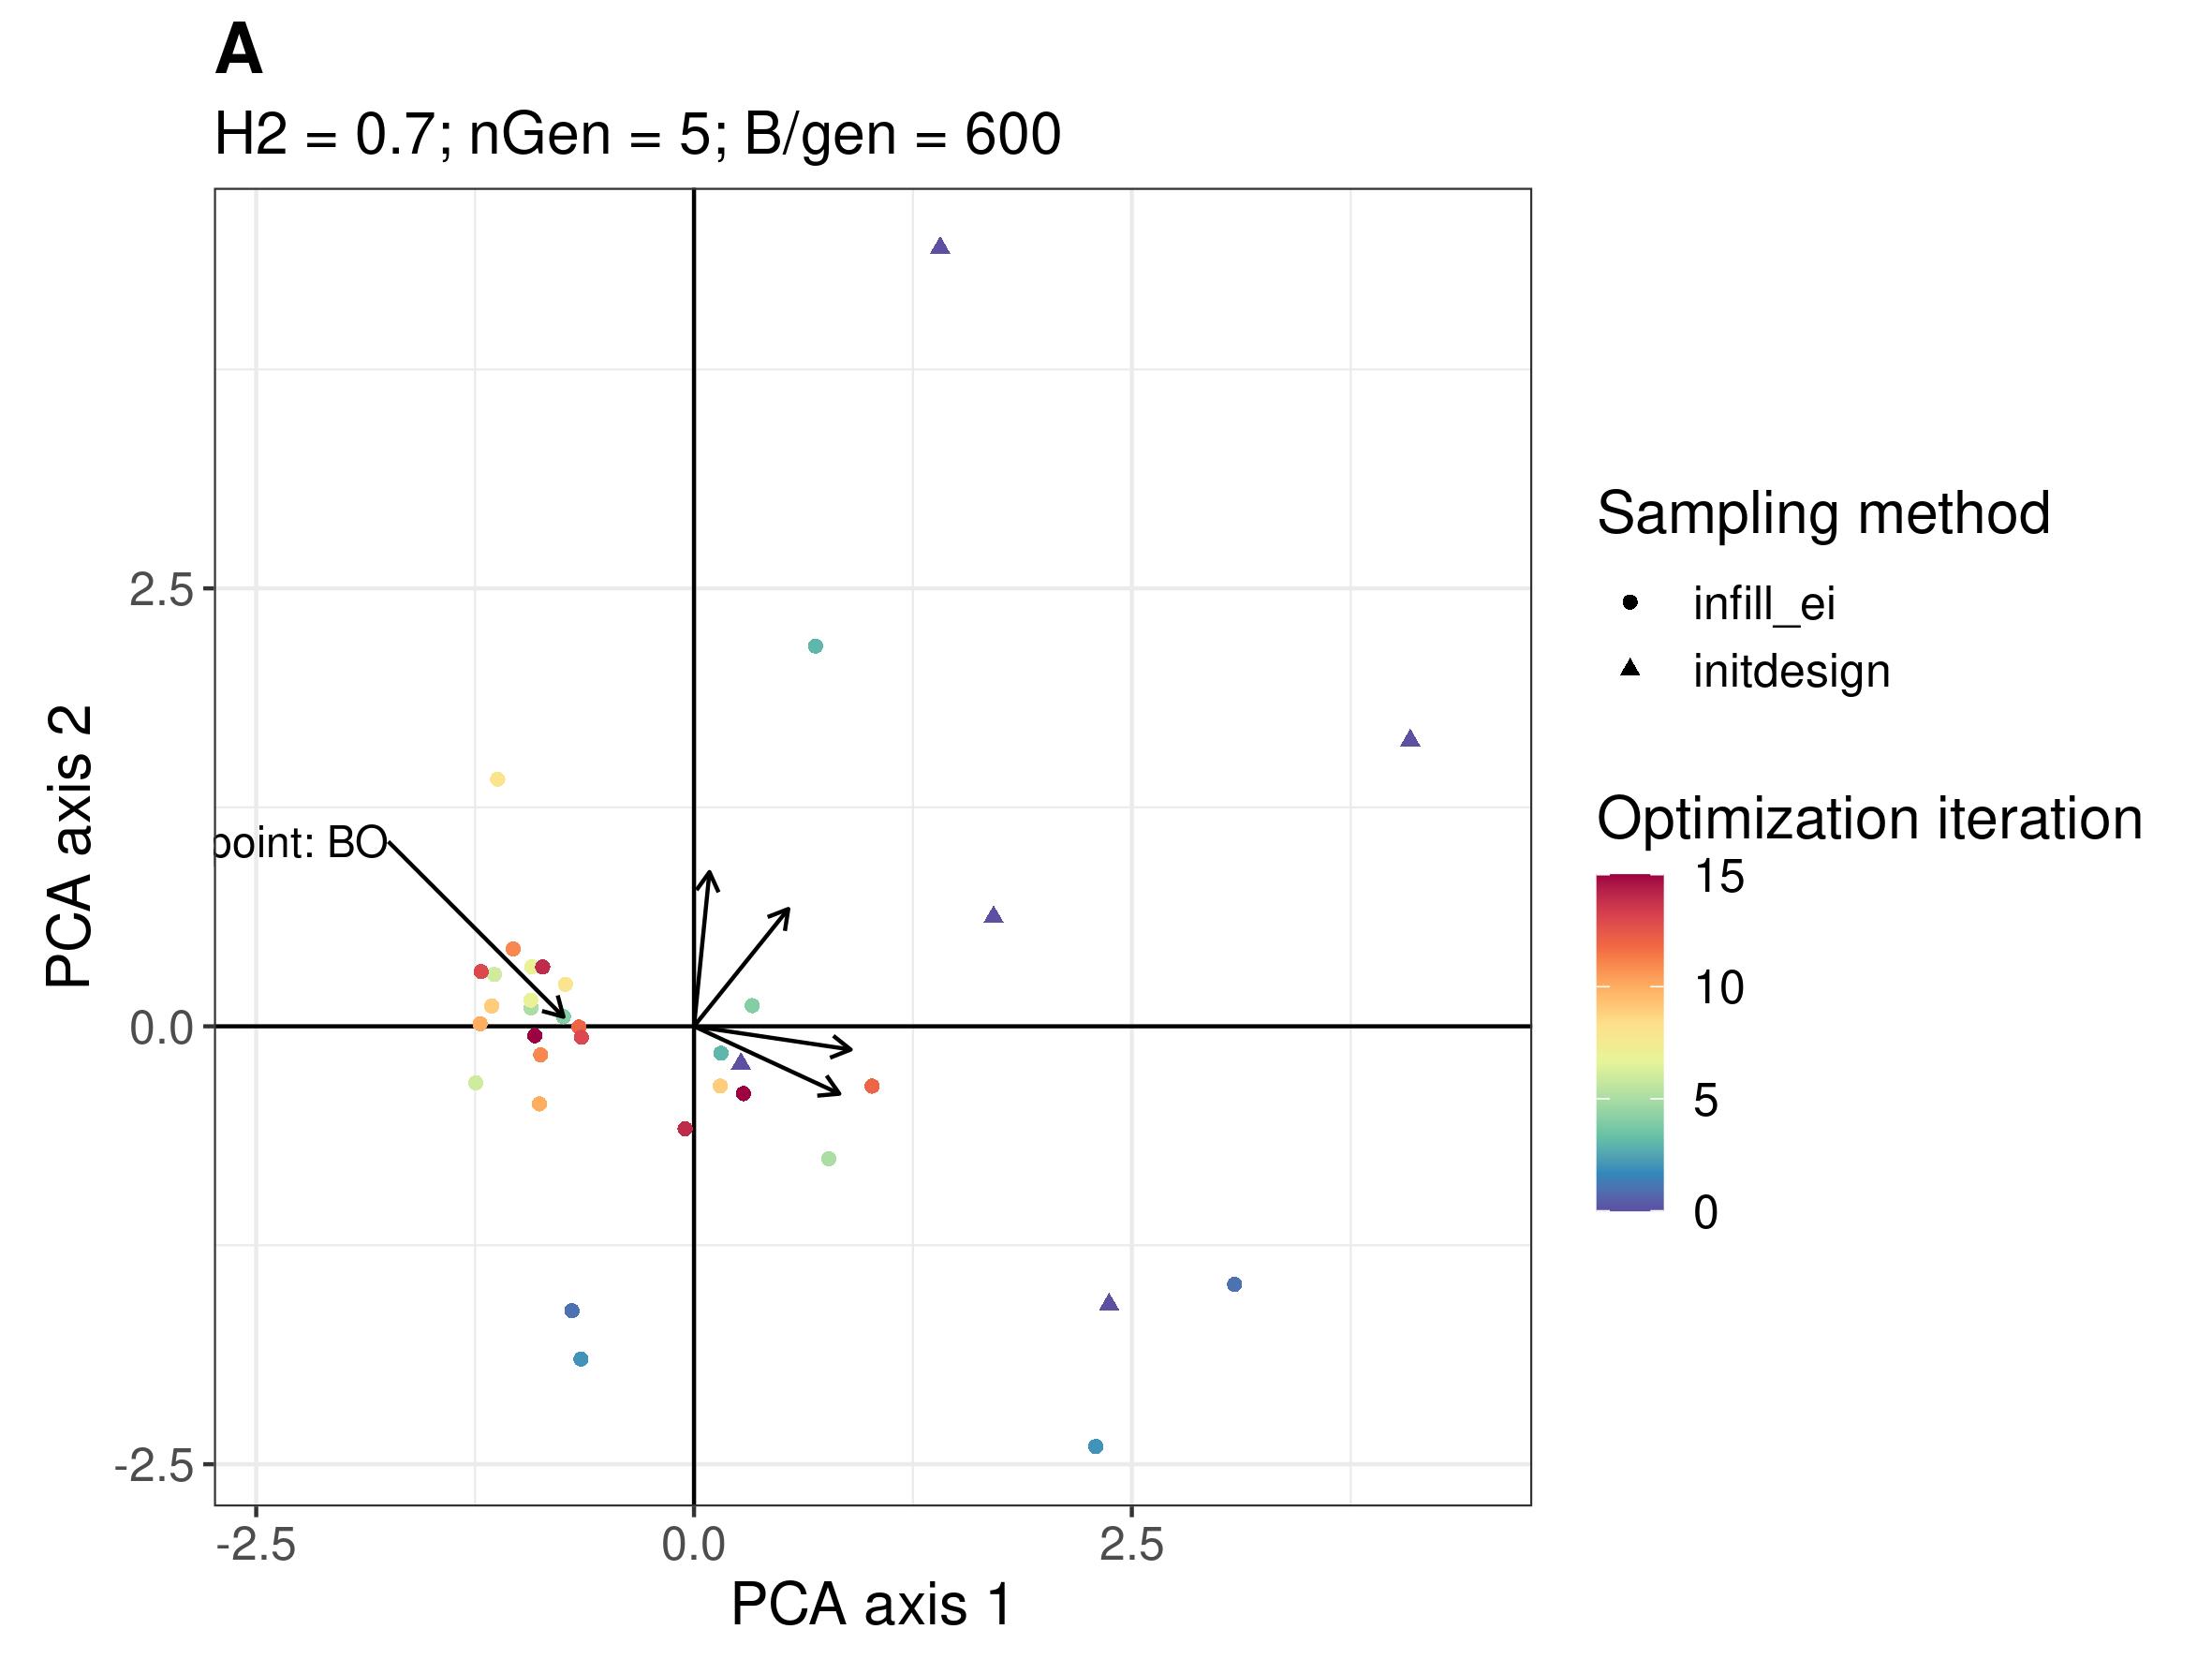 A
H2 = 0.7; nGen = 5; B/gen = 600
PCA axis 2
2.5
0.0
-2.5
point: BO
-2.5
0.0
2.5
PCA axis 1
Sampling method
infill_ei
initdesign
Optimization iteration
15
10
5
0